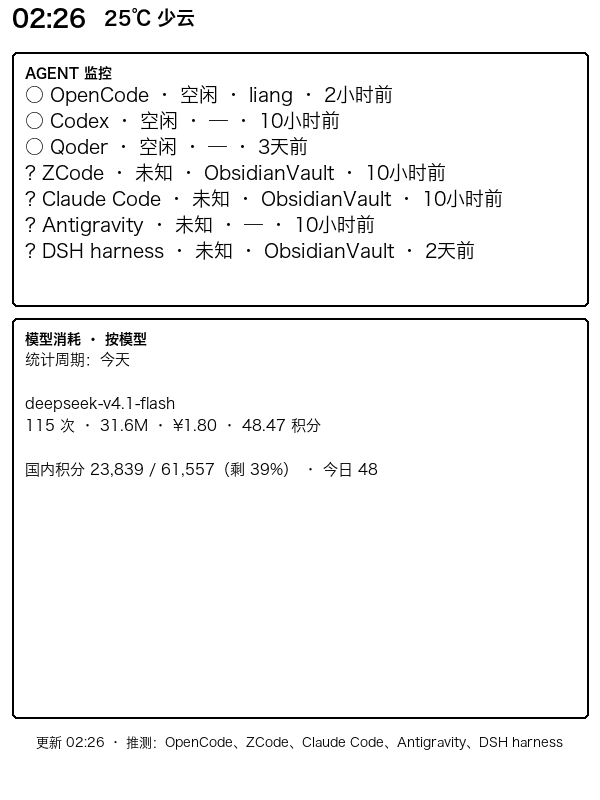 02:26 25℃ 少云
AGENT 监控
○ OpenCode · 空闲 · liang · 2小时前
○ Codex · 空闲 · — · 10小时前
○ Qoder · 空闲 · — · 3天前
? ZCode · 未知 · ObsidianVault · 10小时前
? Claude Code · 未知 · ObsidianVault · 10小时前
? Antigravity · 未知 · — · 10小时前
? DSH harness · 未知 · ObsidianVault · 2天前
模型消耗 · 按模型
统计周期：今天
deepseek-v4.1-flash
115 次 · 31.6M · ¥1.80 · 48.47 积分
国内积分 23,839 / 61,557（剩 39%） · 今日 48
更新 02:26 · 推测：OpenCode、ZCode、Claude Code、Antigravity、DSH harness